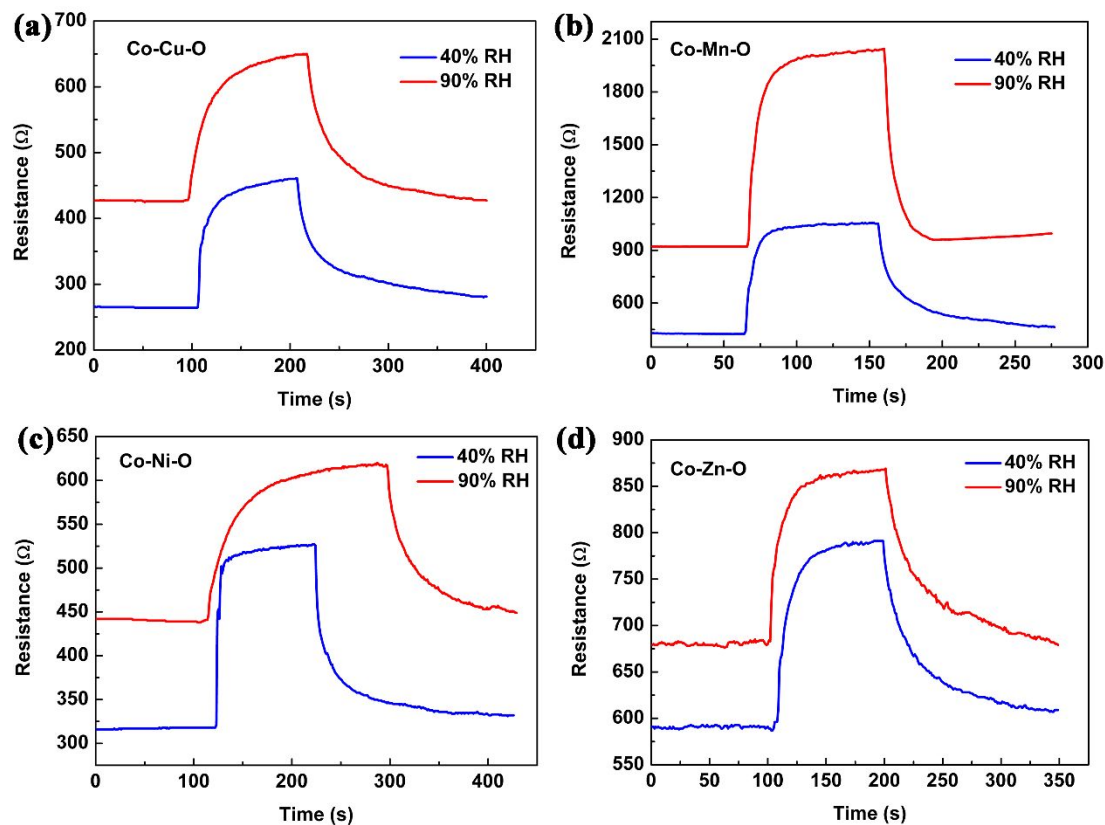 (a)
Co-Cu-O
40% RH
90% RH
Resistance (Ω)
700
600
500
400
300
200
0 100 200 300 400
Time (s)
(b)
Co-Mn-O
40% RH
90% RH
Resistance (Ω)
2100
1800
1500
1200
900
600
0 50 100 150 200 250 300
Time (s)
(c)
Co-Ni-O
40% RH
90% RH
Resistance (Ω)
650
600
550
500
450
400
350
300
0 100 200 300 400
Time (s)
(d)
Co-Zn-O
40% RH
90% RH
Resistance (Ω)
900
850
800
750
700
650
600
550
0 50 100 150 200 250 300 350
Time (s)